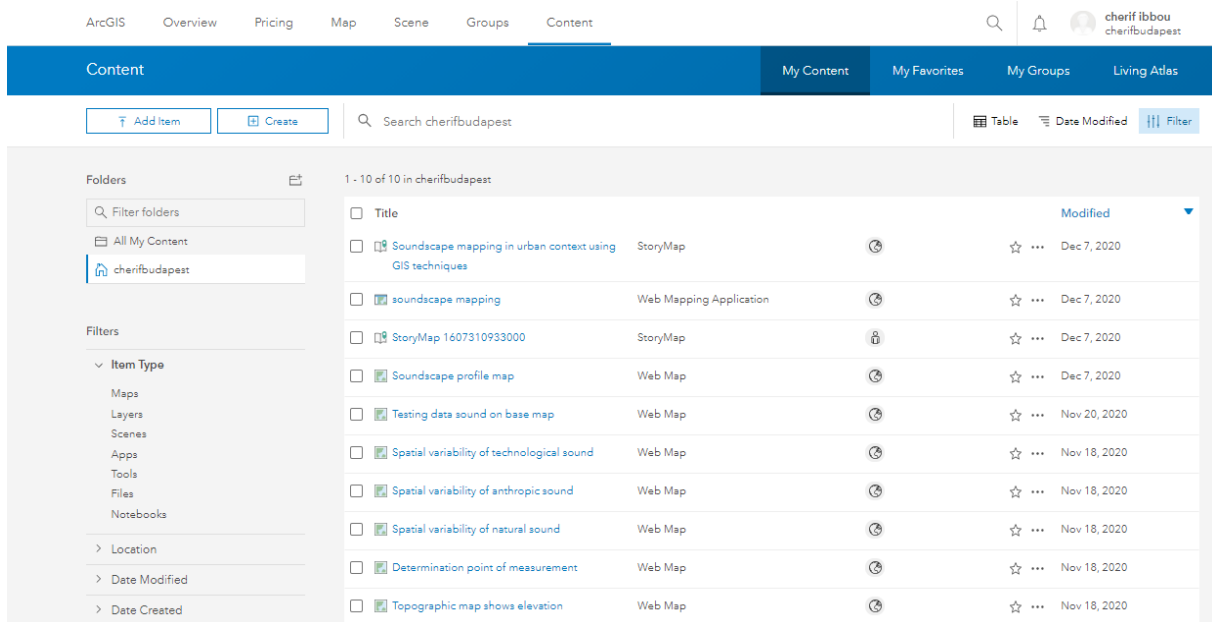 ArcGIS Overview Pricing Map Scene Groups Content cherif ibbou
cherifbudapest
Content My Content My Favorites My Groups Living Atlas
Add Item Create Search cherifbudapest Table Date Modified Filter
Folders
Filter folders
All My Content
cherifbudapest
Filters
Item Type
Maps
Layers
Scenes
Apps
Tools
Files
Notebooks
Location
Date Modified
Date Created
1 - 10 of 10 in cherifbudapest
Title Modified
Soundscape mapping in urban context using StoryMap Dec 7, 2020
GIS techniques
soundscape mapping Web Mapping Application Dec 7, 2020
StoryMap 1607310933000 StoryMap Dec 7, 2020
Soundscape profile map Web Map Dec 7, 2020
Testing data sound on base map Web Map Nov 20, 2020
Spatial variability of technological sound Web Map Nov 18, 2020
Spatial variability of anthropic sound Web Map Nov 18, 2020
Spatial variability of natural sound Web Map Nov 18, 2020
Determination point of measurement Web Map Nov 18, 2020
Topographic map shows elevation Web Map Nov 18, 2020